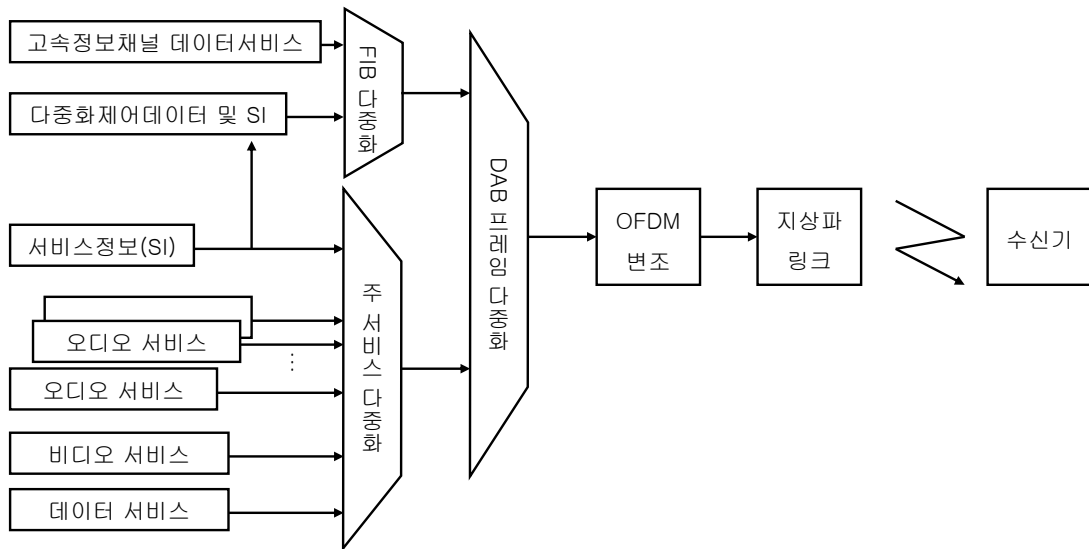 고속정보채널 데이터서비스
다중화제어데이터 및 SI
서비스정보(SI)
오디오 서비스
⋮
오디오 서비스
비디오 서비스
데이터 서비스
FIB 다중화
주 서비스 다중화
DAB 프레임 다중화
OFDM
변조
지상파
링크
수신기